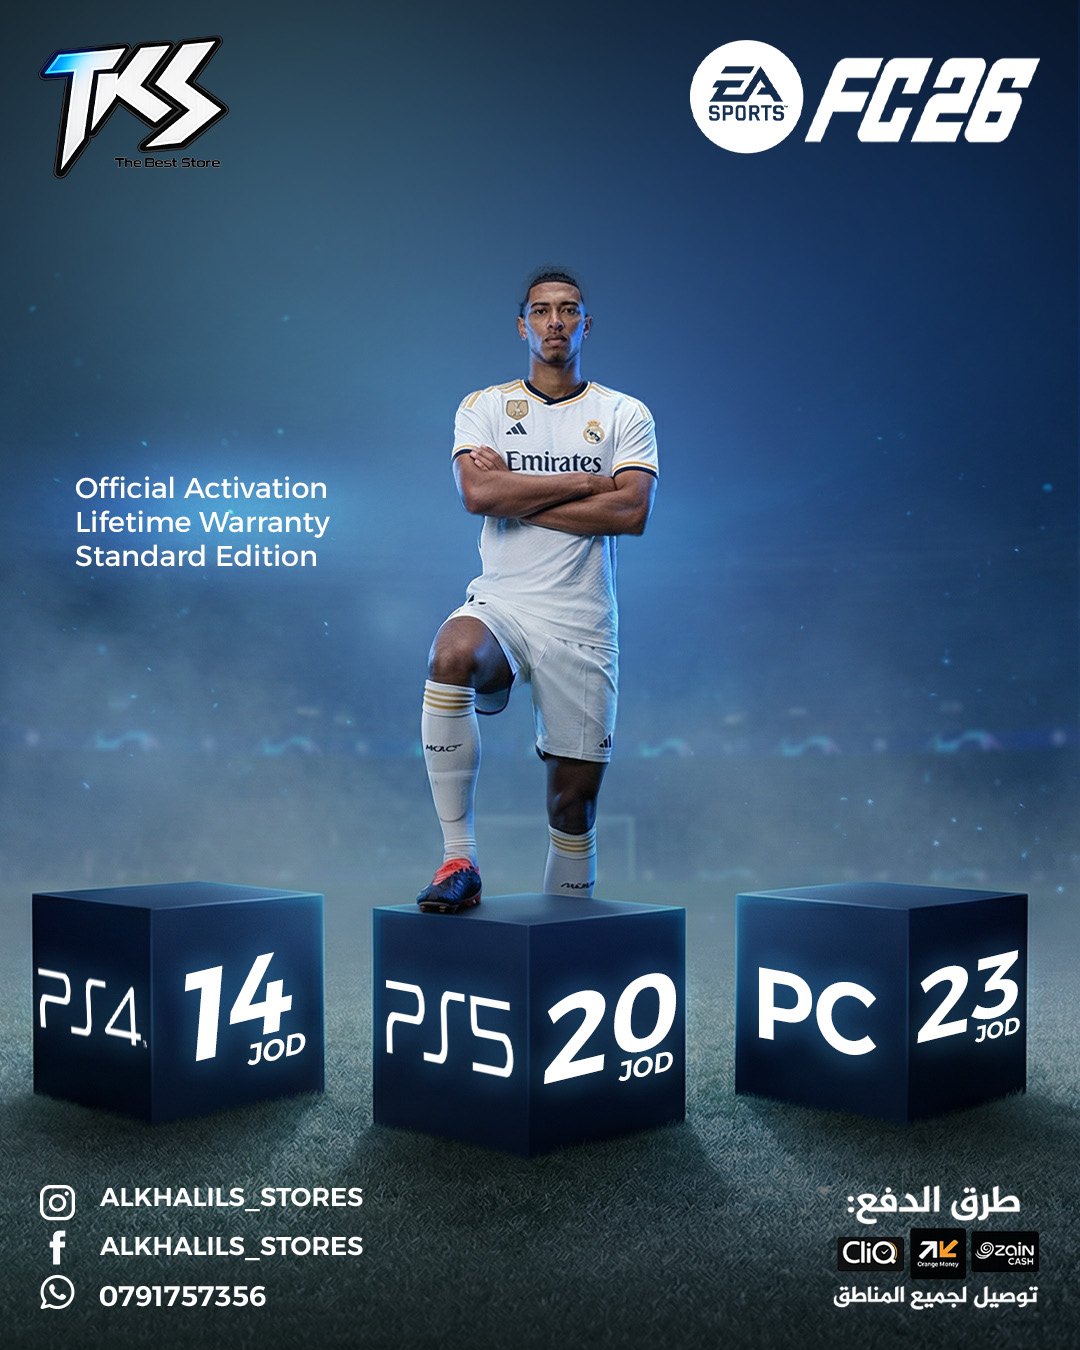 TKS
The Best Store
EA
SPORTS
FC26
Emirates
Official Activation
Lifetime Warranty
Standard Edition
PS4
14
JOD
PS5
20
JOD
PC
23
JOD
ALKHALILS_STORES
ALKHALILS_STORES
0791757356
طرق الدفع:
CliQ
Orange Money
zain
CASH
توصيل لجميع المناطق